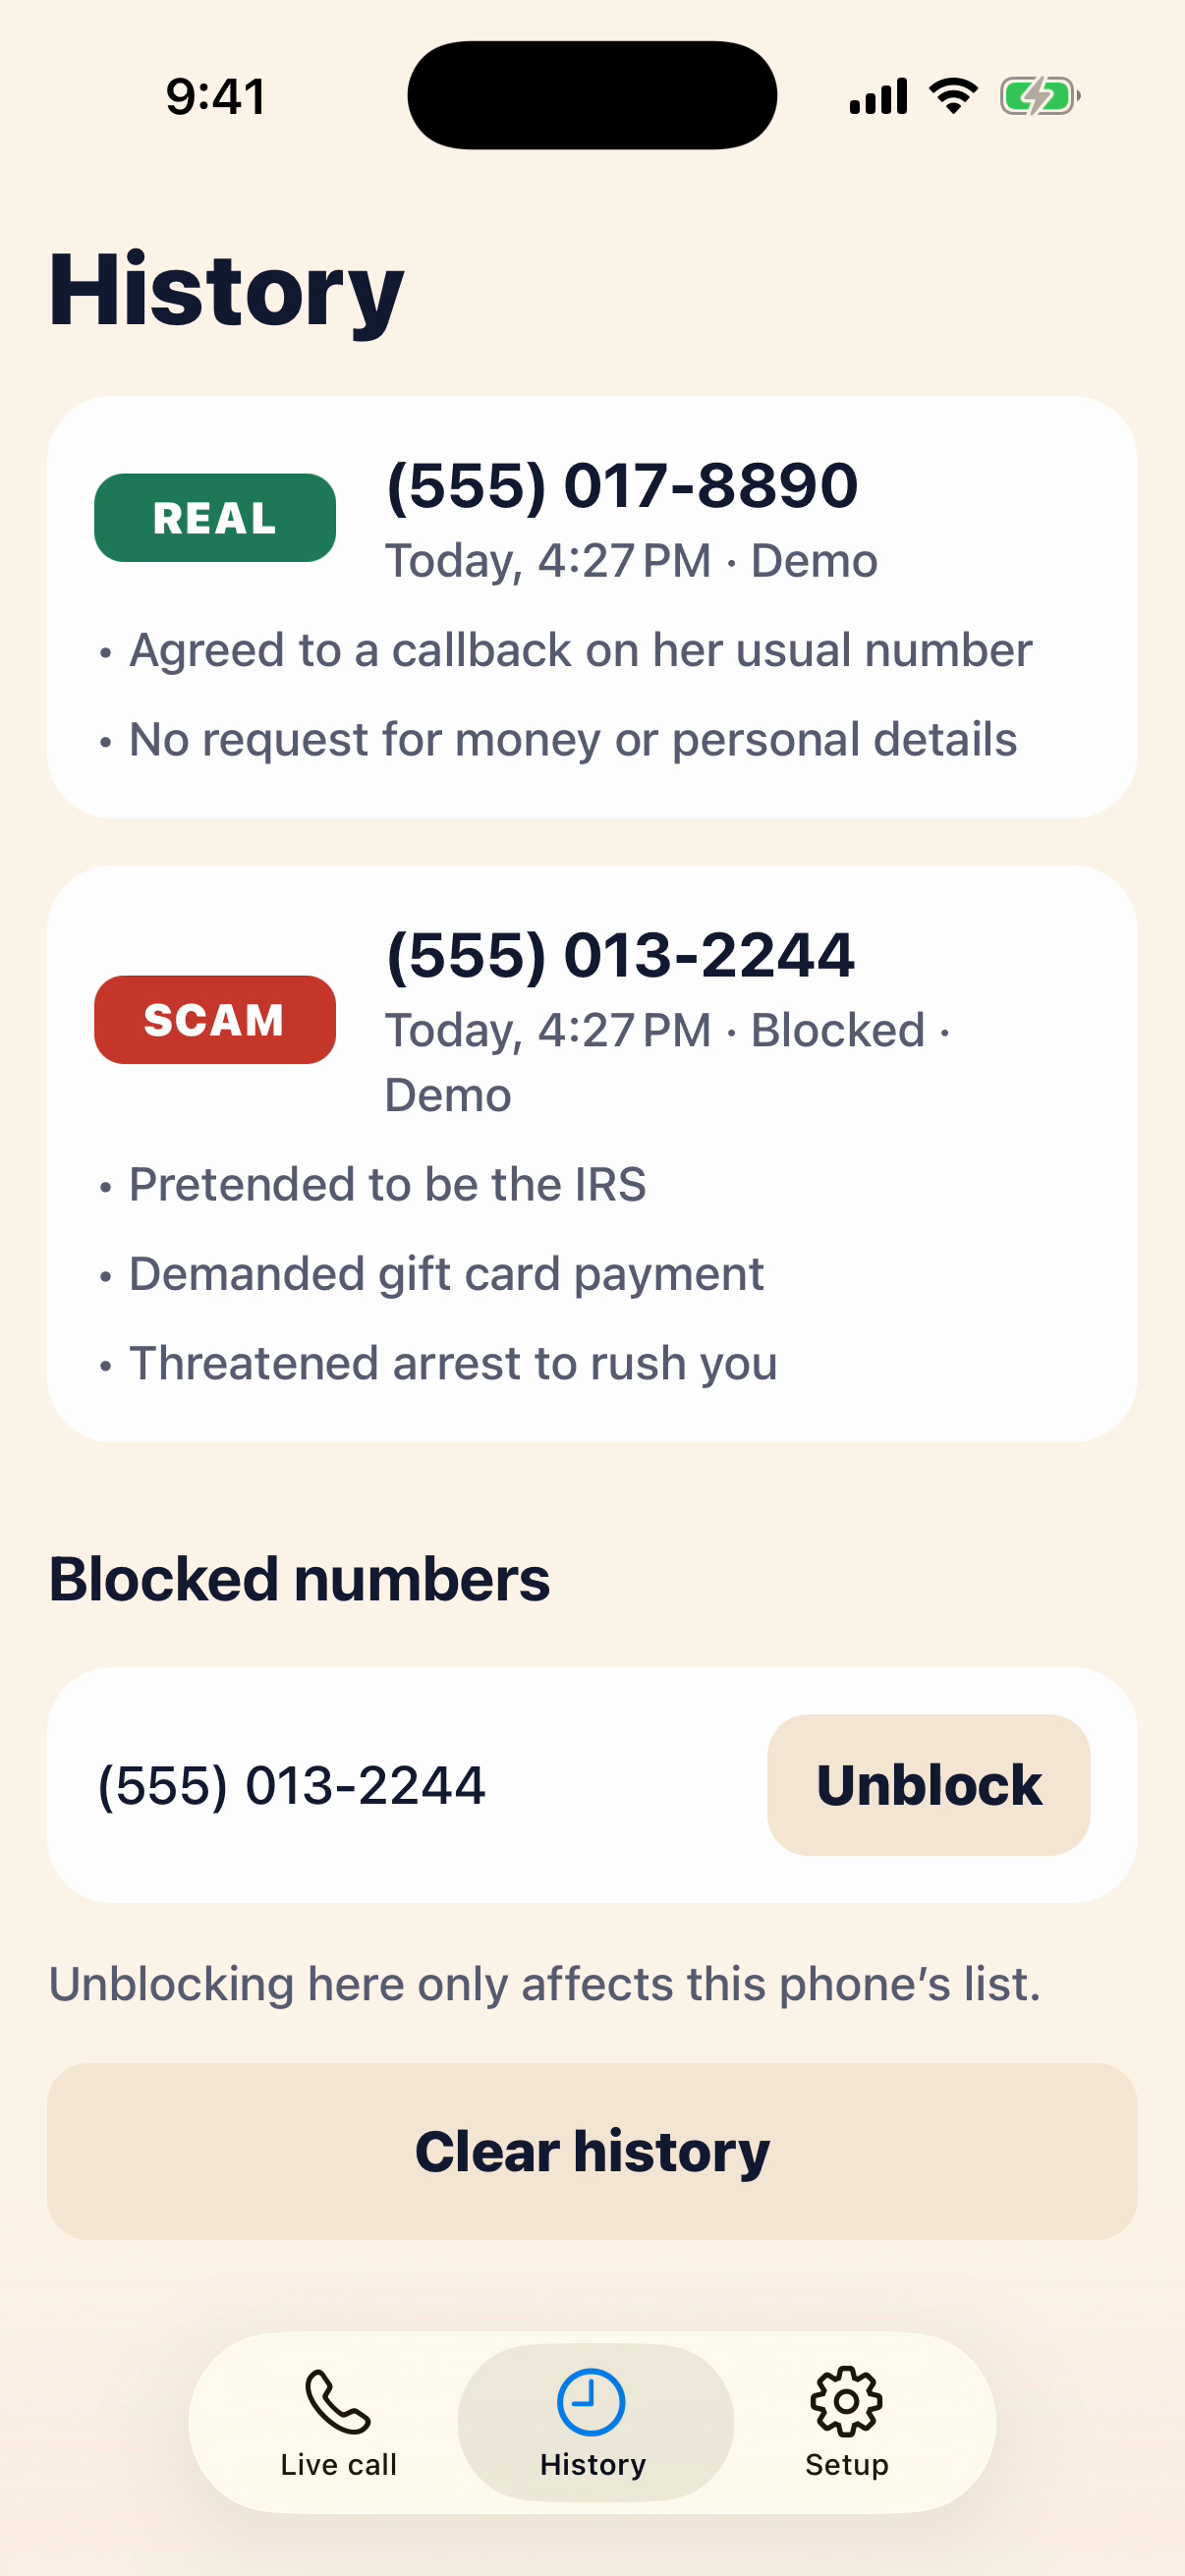 9:41
History
REAL
(555) 017-8890
Today, 4:27 PM · Demo
• Agreed to a callback on her usual number
• No request for money or personal details
SCAM
(555) 013-2244
Today, 4:27 PM · Blocked ·
Demo
• Pretended to be the IRS
• Demanded gift card payment
• Threatened arrest to rush you
Blocked numbers
(555) 013-2244
Unblock
Unblocking here only affects this phone’s list.
Clear history
Live call
History
Setup